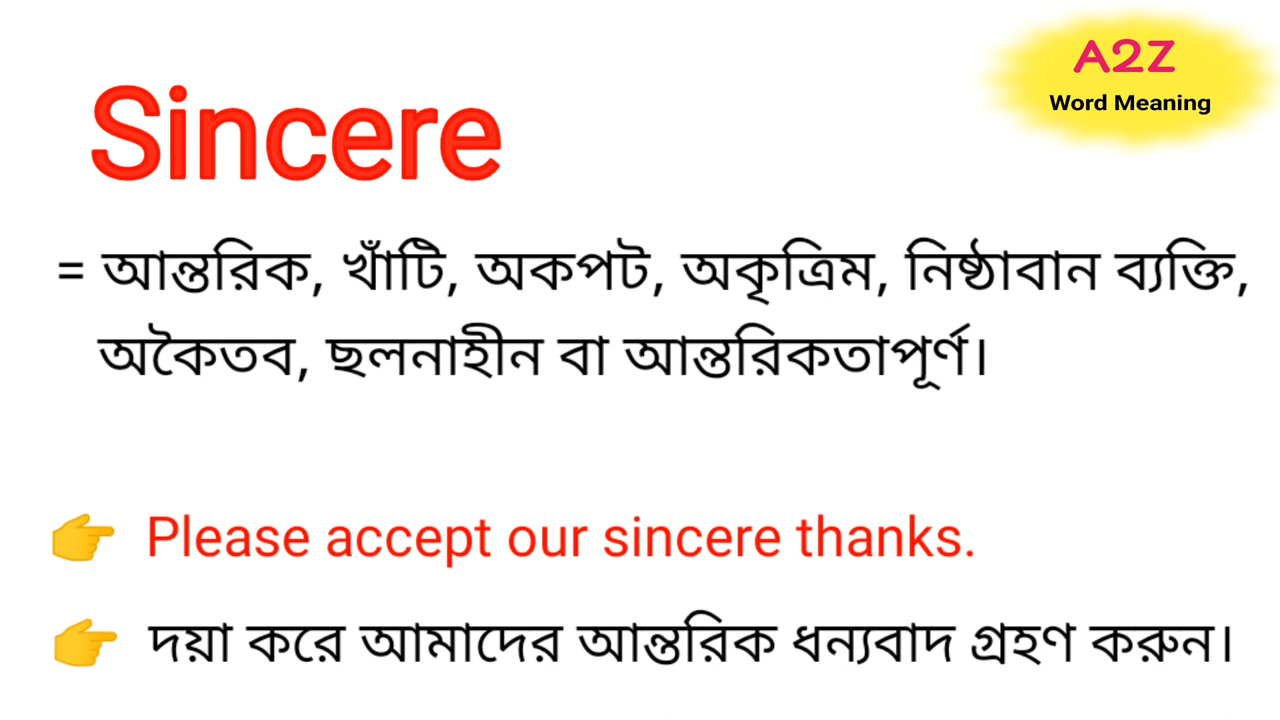 A2Z
Word Meaning
Sincere
= আন্তরিক, খাঁটি, অকপট, অকৃত্রিম, নিষ্ঠাবান ব্যক্তি,
অকৈতব, ছলনাহীন বা আন্তরিকতাপূর্ণ।
👉 Please accept our sincere thanks.
👉 দয়া করে আমাদের আন্তরিক ধন্যবাদ গ্রহণ করুন।